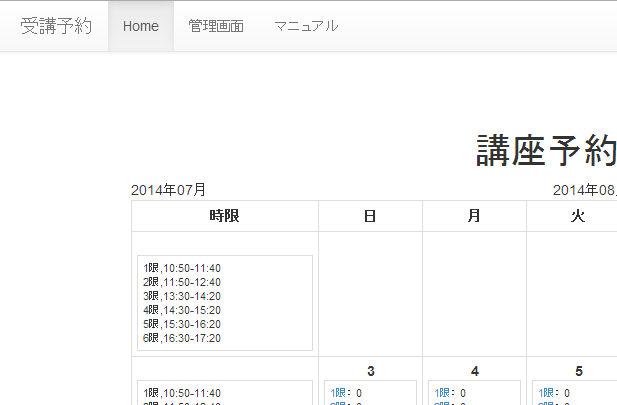 受講予約 Home 管理画面 マニュアル
講座予約
2014年07月 2014年08
時限 日 月 火
1限,10:50-11:40
2限,11:50-12:40
3限,13:30-14:20
4限,14:30-15:20
5限,15:30-16:20
6限,16:30-17:20
3 4 5
1限,10:50-11:40 1限: 0 1限: 0 1限: 0